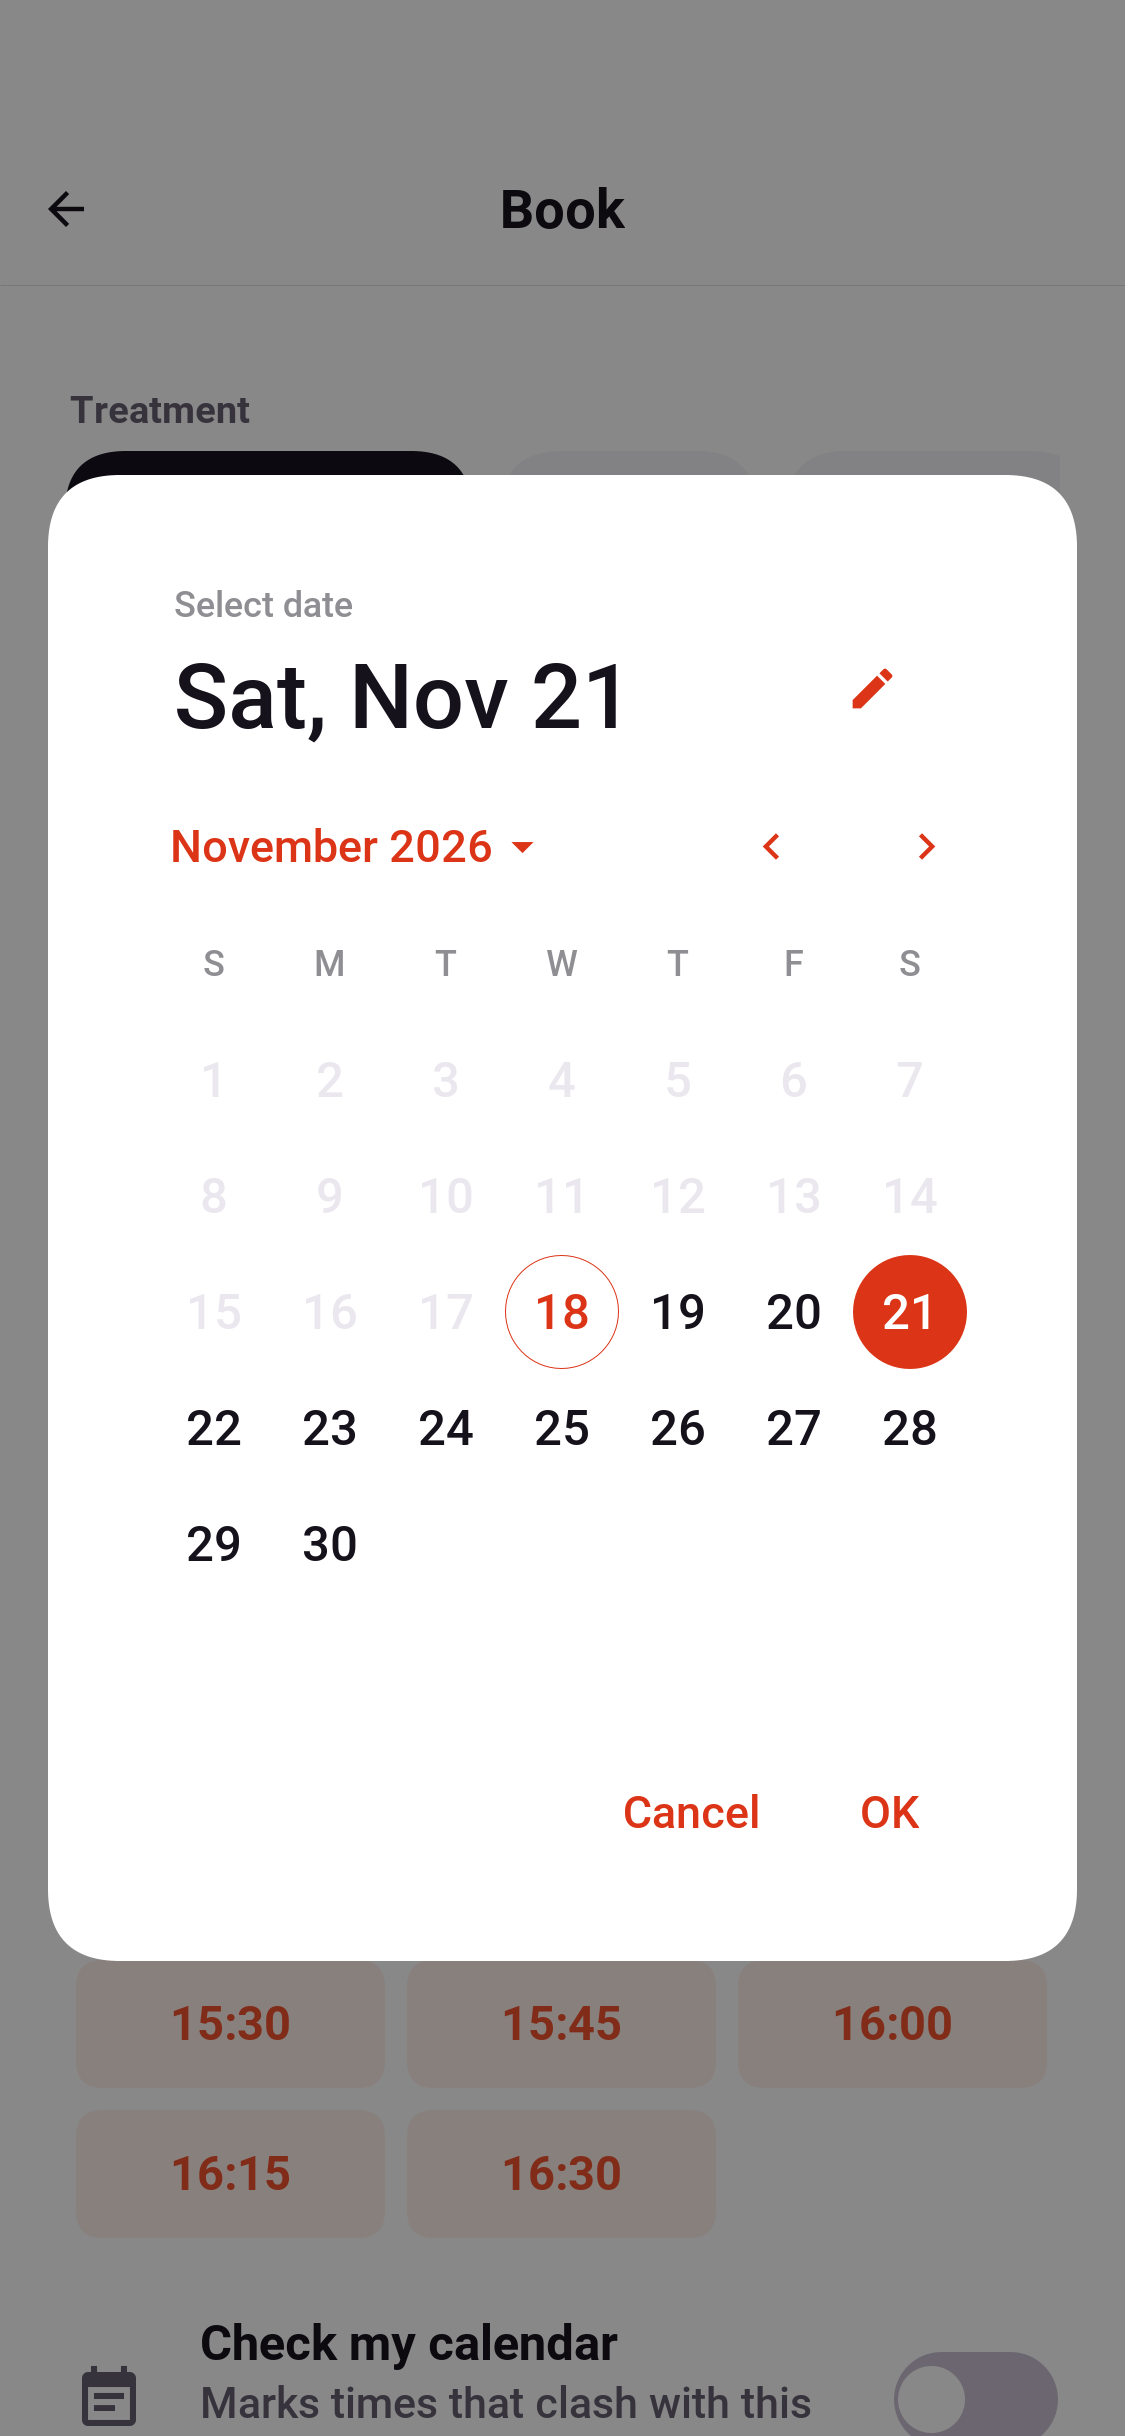 Book
Treatment
Select date
Sat, Nov 21
November 2026
S M T W T F S
1 2 3 4 5 6 7
8 9 10 11 12 13 14
15 16 17 18 19 20 21
22 23 24 25 26 27 28
29 30
Cancel OK
15:30 15:45 16:00
16:15 16:30
Check my calendar
Marks times that clash with this